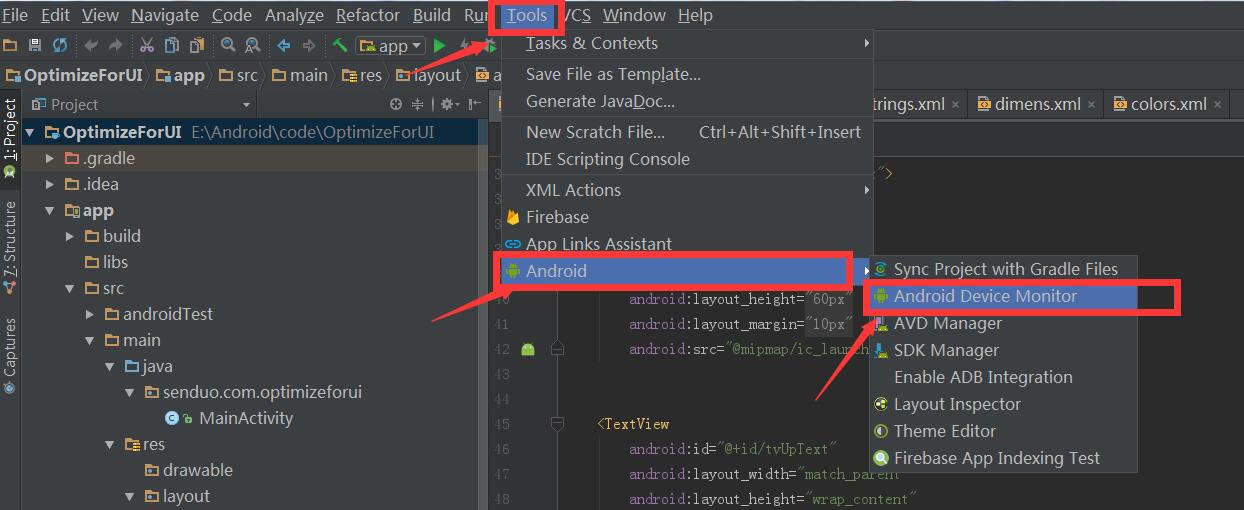 File Edit View Navigate Code Analyze Refactor Build Run Tools VCS Window Help
app
OptimizeForUI app src main res layout
Project
trings.xml dimens.xml colors.xml
1: Project
7: Structure
Captures
OptimizeForUI E:\Android\code\OptimizeForUI
.gradle
.idea
app
build
libs
src
androidTest
main
java
senduo.com.optimizeforui
MainActivity
res
drawable
layout
Tasks & Contexts
Save File as Template...
Generate JavaDoc...
New Scratch File... Ctrl+Alt+Shift+Insert
IDE Scripting Console
XML Actions
Firebase
App Links Assistant
Android
Sync Project with Gradle Files
Android Device Monitor
AVD Manager
SDK Manager
Enable ADB Integration
Layout Inspector
Theme Editor
Firebase App Indexing Test
">
40 android:layout_height="60px"
41 android:layout_margin="10px"
42 android:src="@mipmap/ic_launch
43
44
45 <TextView
46 android:id="@+id/tvUpText"
47 android:layout_width="match_parent"
48 android:layout_height="wrap_content"